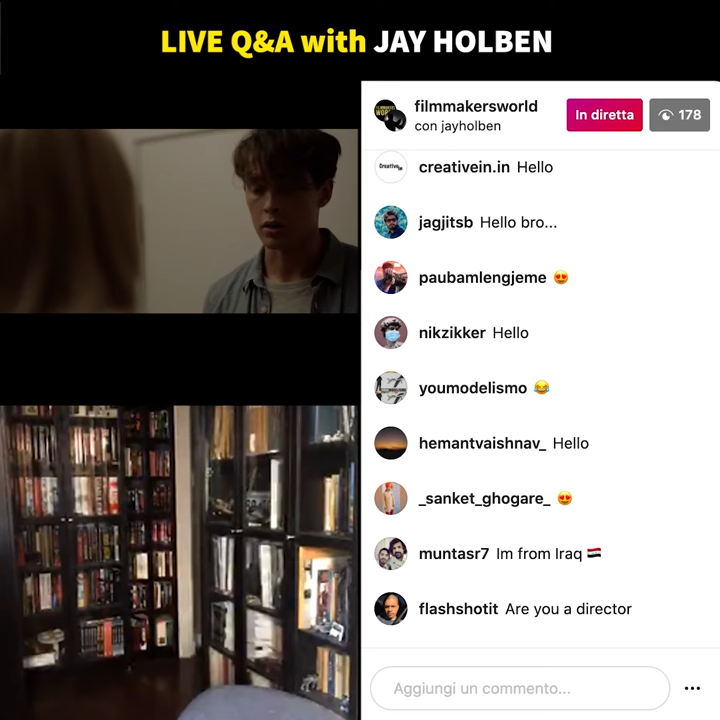 LIVE Q&A with JAY HOLBEN
filmmakersworld
con jayholben
In diretta
178
creativein.in Hello
jagjitsb Hello bro...
paubamlengjeme 😍
nikzikker Hello
youmodelismo 😂
hemantvaishnav_ Hello
_sanket_ghogare_ 😍
muntasr7 Im from Iraq 🇮🇶
flashshotit Are you a director
Aggiungi un commento...